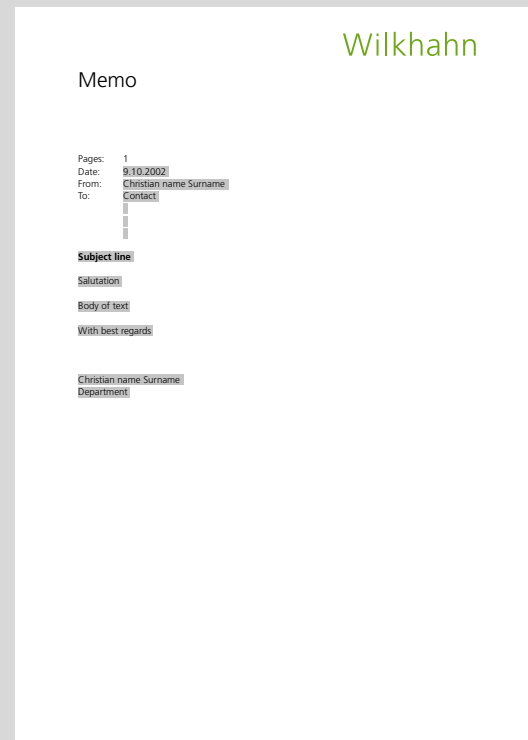 Wilkhahn
Memo
Pages: 1
Date: 9.10.2002
From: Christian name Surname
To: Contact
Subject line
Salutation
Body of text
With best regards
Christian name Surname
Department